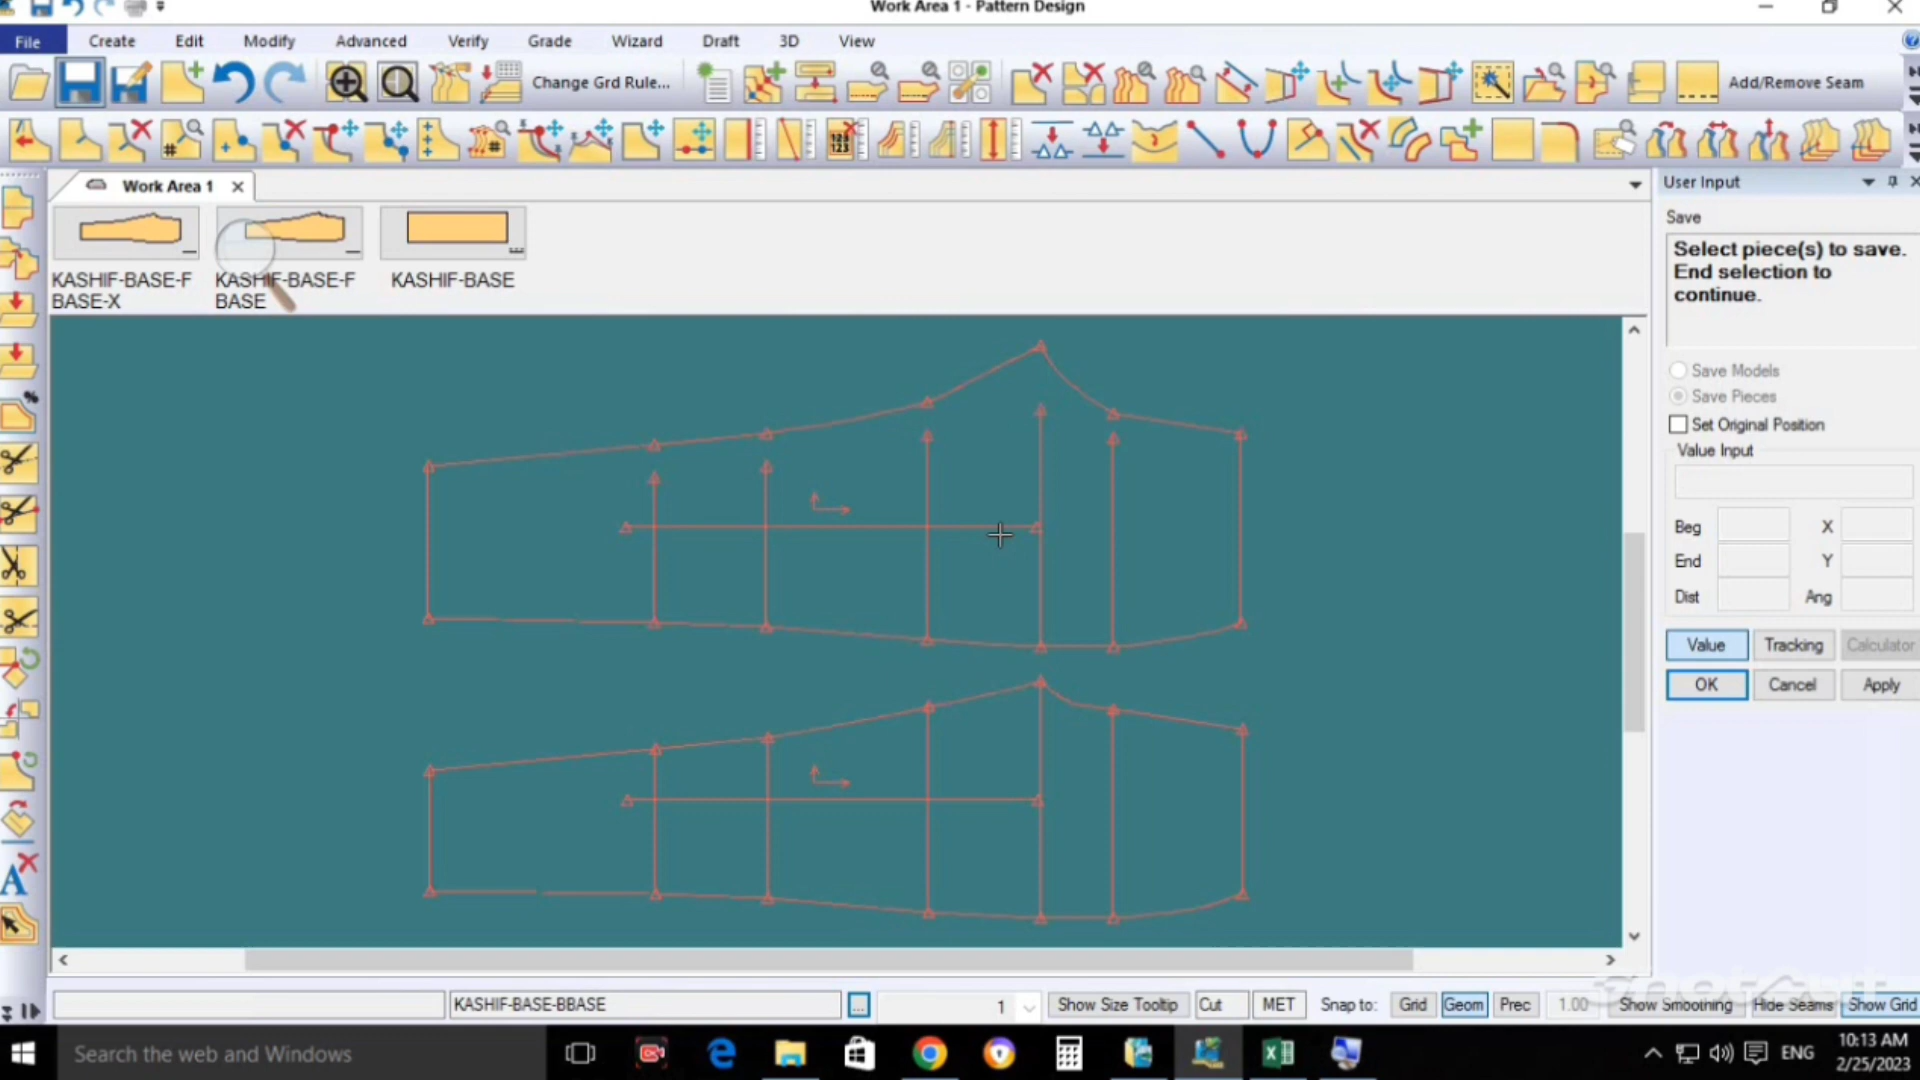 Work Area 1 - Pattern Design
File Create Edit Modify Advanced Verify Grade Wizard Draft 3D View
Change Grd Rule... Add/Remove Seam
Work Area 1
KASHIF-BASE-F
BASE-X
KASHIF-BASE-F
BASE
KASHIF-BASE
User Input
Save
Select piece(s) to save.
End selection to
continue.
Save Models
Save Pieces
Set Original Position
Value Input
Beg X
End Y
Dist Ang
Value Tracking Calculator
OK Cancel Apply
KASHIF-BASE-BBASE ... 1 Show Size Tooltip Cut MET Snap to: Grid Geom Prec 1.00 Show Smoothing Hide Seams Show Grid
Search the web and Windows
ENG
10:13 AM
2/25/2023